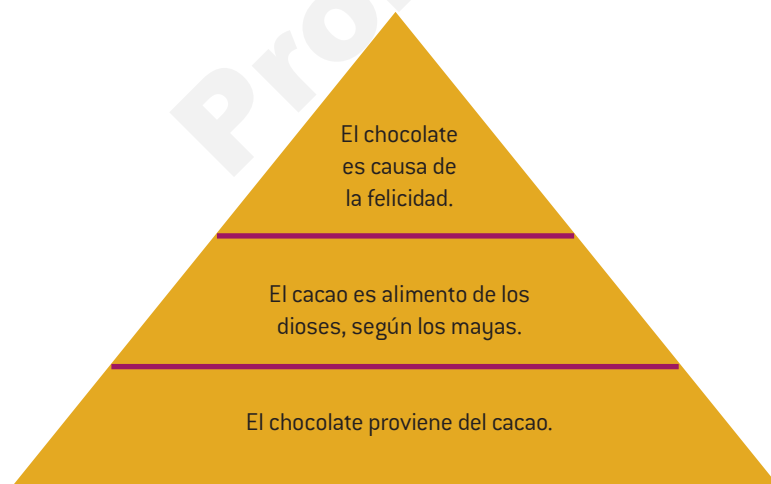 El chocolate
es causa de
la felicidad.
El cacao es alimento de los
dioses, según los mayas.
El chocolate proviene del cacao.